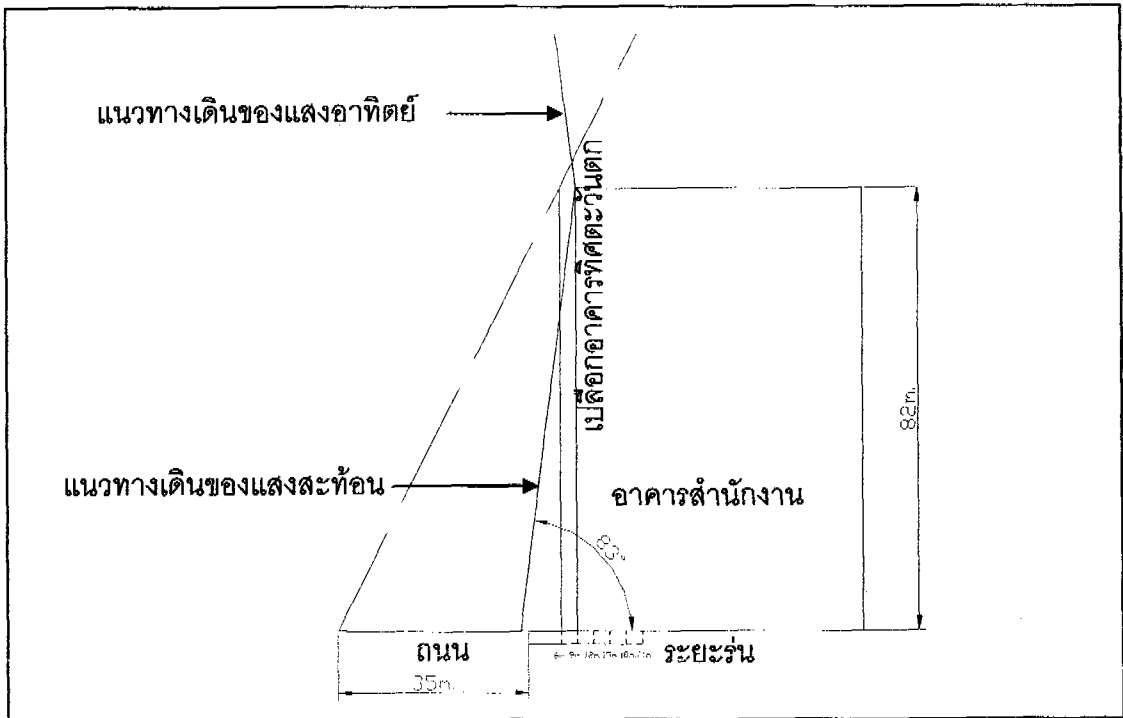 แนวทางเดินของแสงอาทิตย์
เปลือกอาคารทิศตะวันตก
82m.
แนวทางเดินของแสงสะท้อน
อาคารสำนักงาน
83°
ถนน
ระยะร่น
35m.